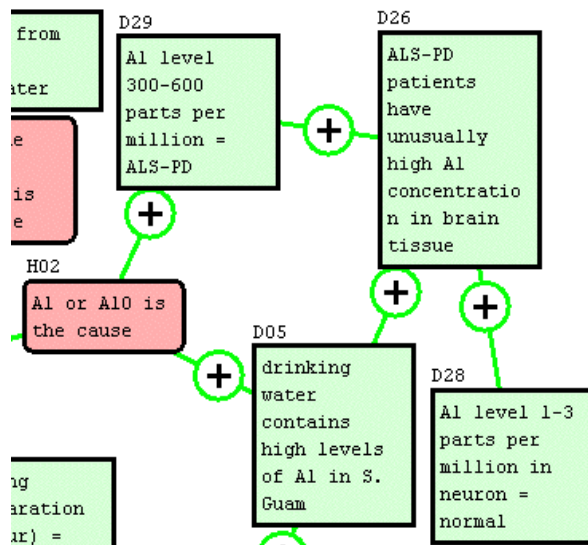 from
ater
is
D29
Al level
300-600
parts per
million =
ALS-PD
+
D26
ALS-PD
patients
have
unusually
high Al
concentratio
n in brain
tissue
+
H02
Al or AlO is
the cause
+
+
+
D05
drinking
water
contains
high levels
of Al in S.
Guam
D28
Al level 1-3
parts per
million in
neuron =
normal
ng
aration
ur) =